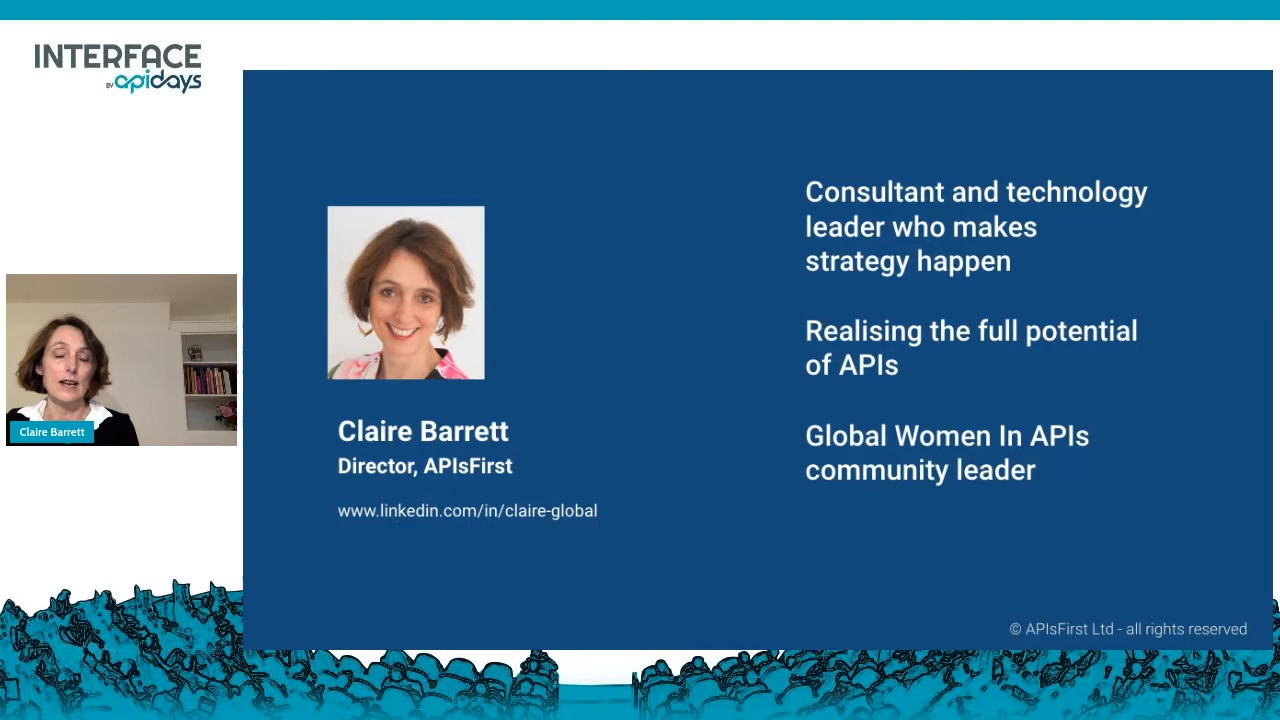 INTERFACE
BY apidays
Claire Barrett
Claire Barrett
Director, APIsFirst
www.linkedin.com/in/claire-global
Consultant and technology
leader who makes
strategy happen
Realising the full potential
of APIs
Global Women In APIs
community leader
© APIsFirst Ltd - all rights reserved